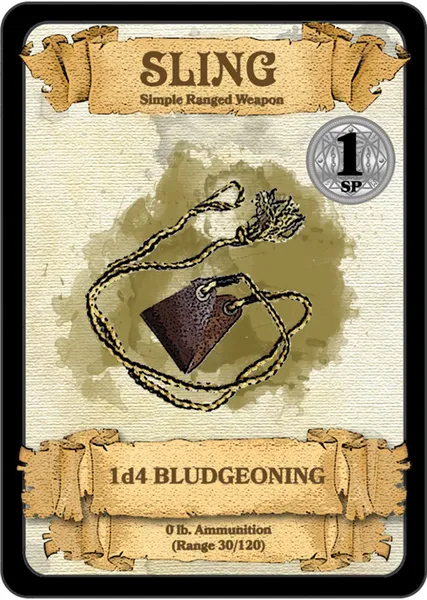 SLING
Simple Ranged Weapon
1
SP
1d4 BLUDGEONING
0 lb. Ammunition
(Range 30/120)